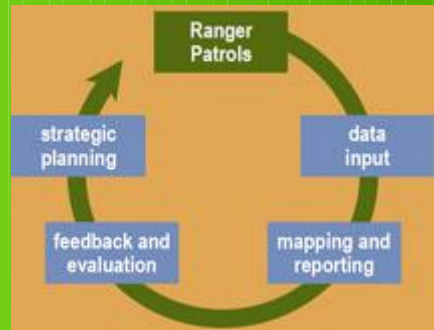 Ranger
Patrols
data
input
mapping and
reporting
feedback and
evaluation
strategic
planning